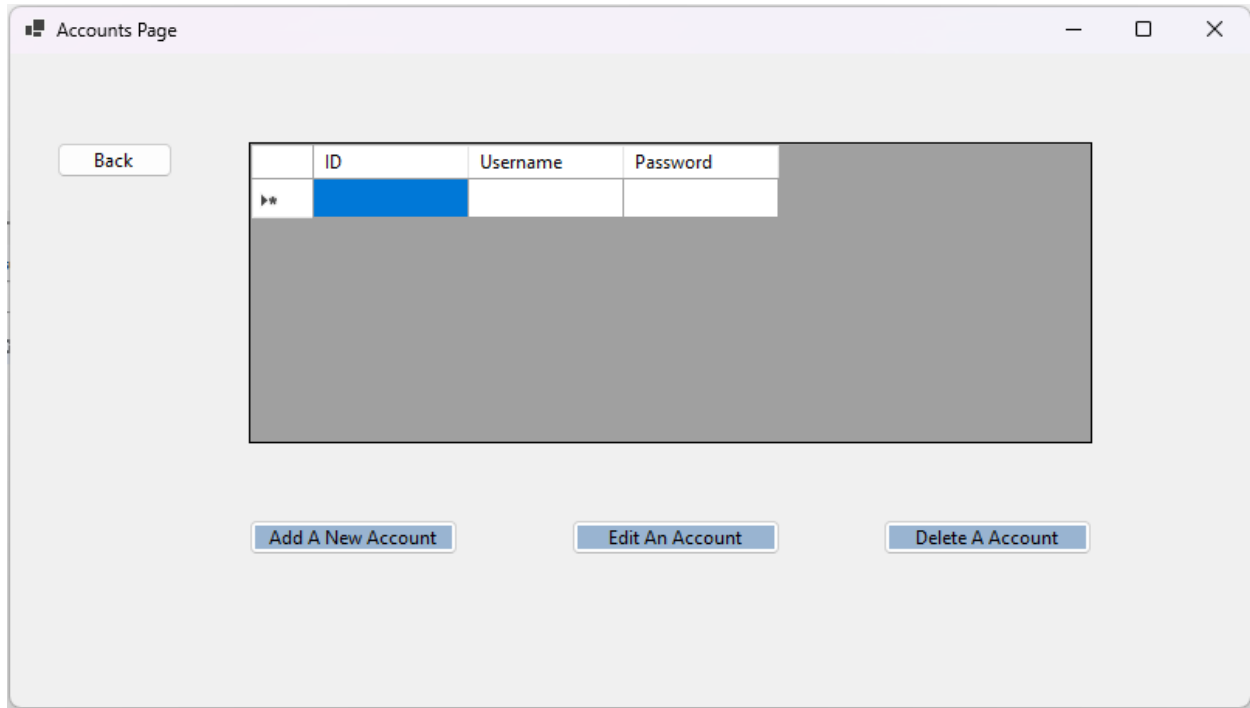 Accounts Page
Back
ID Username Password
Add A New Account Edit An Account Delete A Account